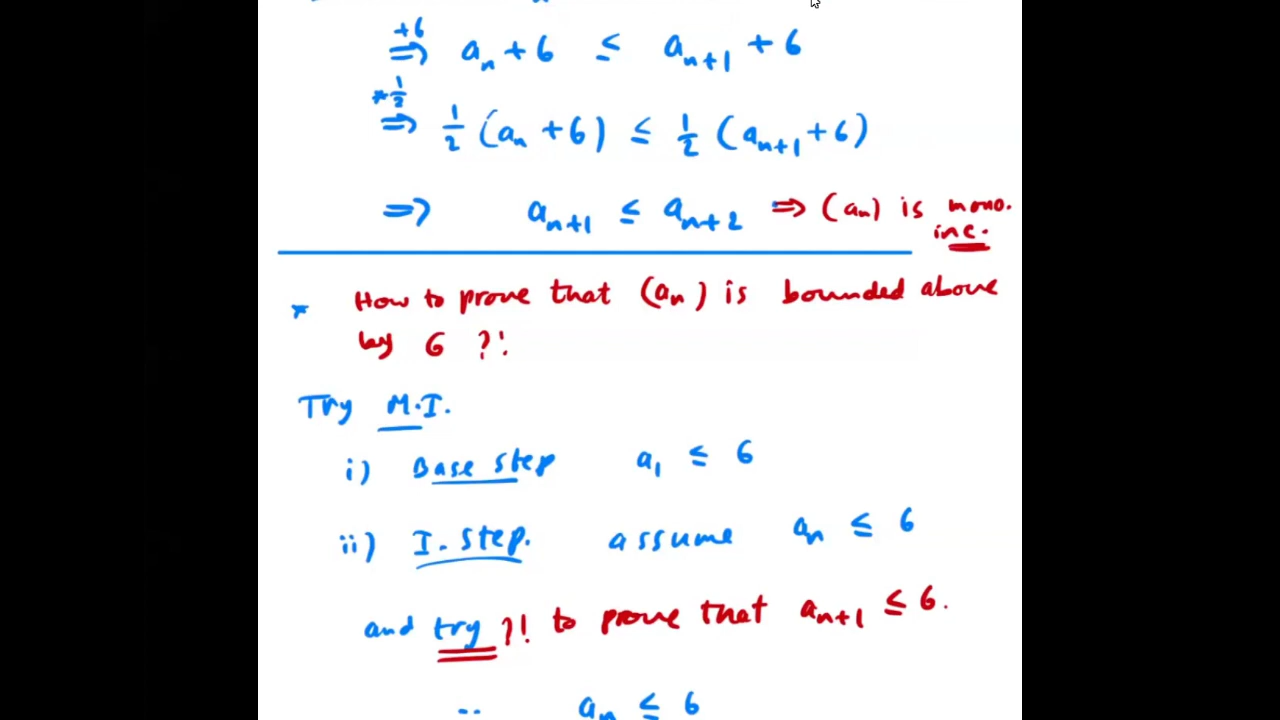 +6
⇒ aₙ + 6 ≤ aₙ₊₁ + 6
* 1/2
⇒ 1/2 (aₙ + 6) ≤ 1/2 (aₙ₊₁ + 6)
⇒ aₙ₊₁ ≤ aₙ₊₂ ⇒ (aₙ) is mono.
inc.
* How to prove that (aₙ) is bounded above
by 6 ?!
Try M.I.
i) Base step a₁ ≤ 6
ii) I. step. assume aₙ ≤ 6
and try ?! to prove that aₙ₊₁ ≤ 6.
aₙ ≤ 6